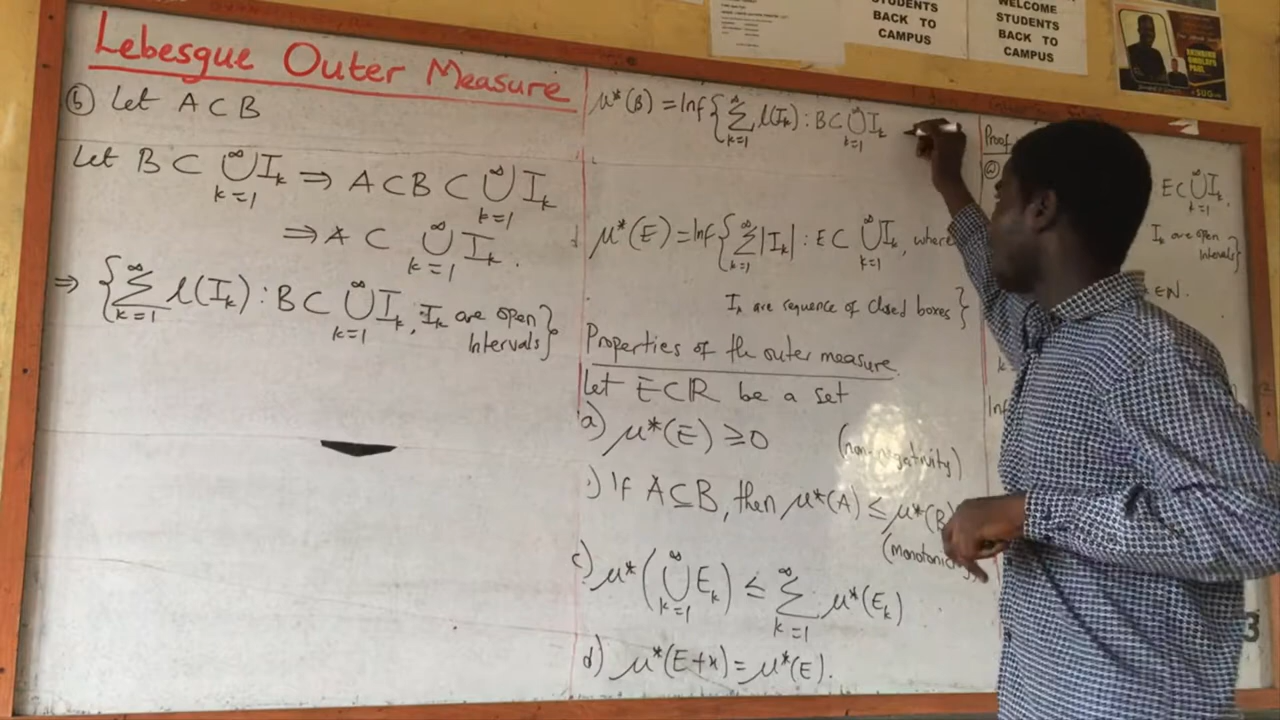 Lebesgue Outer Measure
(b) Let A ⊂ B
Let B ⊂ ⋃_{k=1}^∞ I_k ⇒ A ⊂ B ⊂ ⋃_{k=1}^∞ I_k
⇒ A ⊂ ⋃_{k=1}^∞ I_k.
⇒ {∑_{k=1}^∞ l(I_k) : B ⊂ ⋃_{k=1}^∞ I_k, I_k are open
Intervals}
μ*(B) = Inf{∑_{k=1}^∞ l(I_k) : B ⊂ ⋃_{k=1}^∞ I_k
μ*(E) = Inf{∑_{k=1}^∞ |I_k| : E ⊂ ⋃_{k=1}^∞ I_k, where
I_k are sequence of closed boxes}
Properties of th outer measure
Let E ⊂ ℝ be a set
a) μ*(E) ≥ 0 (non-negativity)
) If A ⊆ B, then μ*(A) ≤ μ*(B
(monotonicity
c) μ*(⋃_{k=1}^∞ E_k) ≤ ∑_{k=1}^∞ μ*(E_k)
d) μ*(E+x) = μ*(E).
Proof
E ⊂ ⋃_{k=1}^∞ I_k,
I_k are open
Intervals}
∈ N.
STUDENTS
BACK TO
CAMPUS
WELCOME
STUDENTS
BACK TO
CAMPUS
3